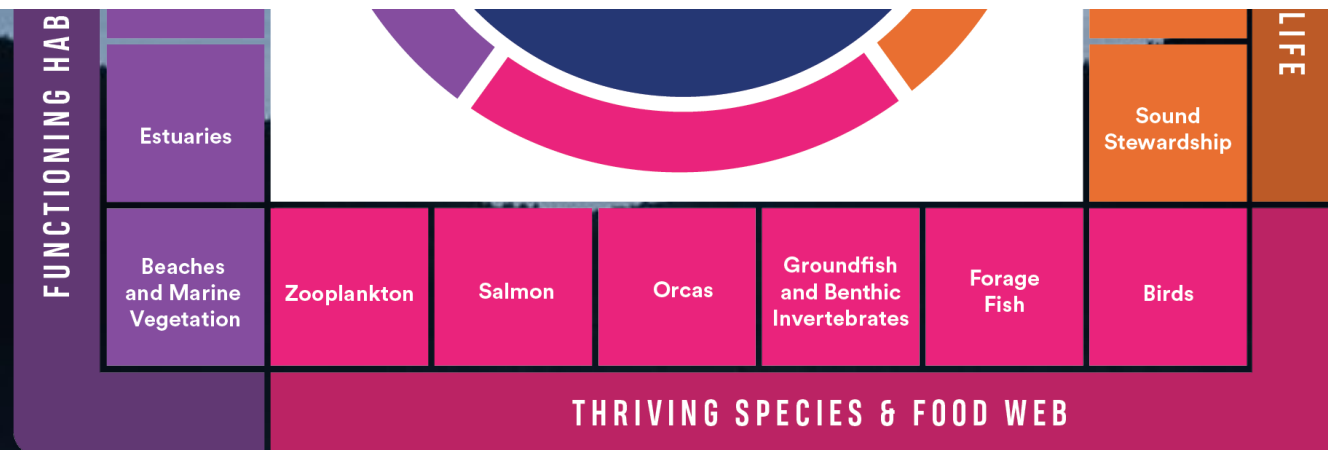 FUNCTIONING HAB
LIFE
Estuaries
Sound
Stewardship
Beaches
and Marine
Vegetation
Zooplankton
Salmon
Orcas
Groundfish
and Benthic
Invertebrates
Forage
Fish
Birds
THRIVING SPECIES & FOOD WEB